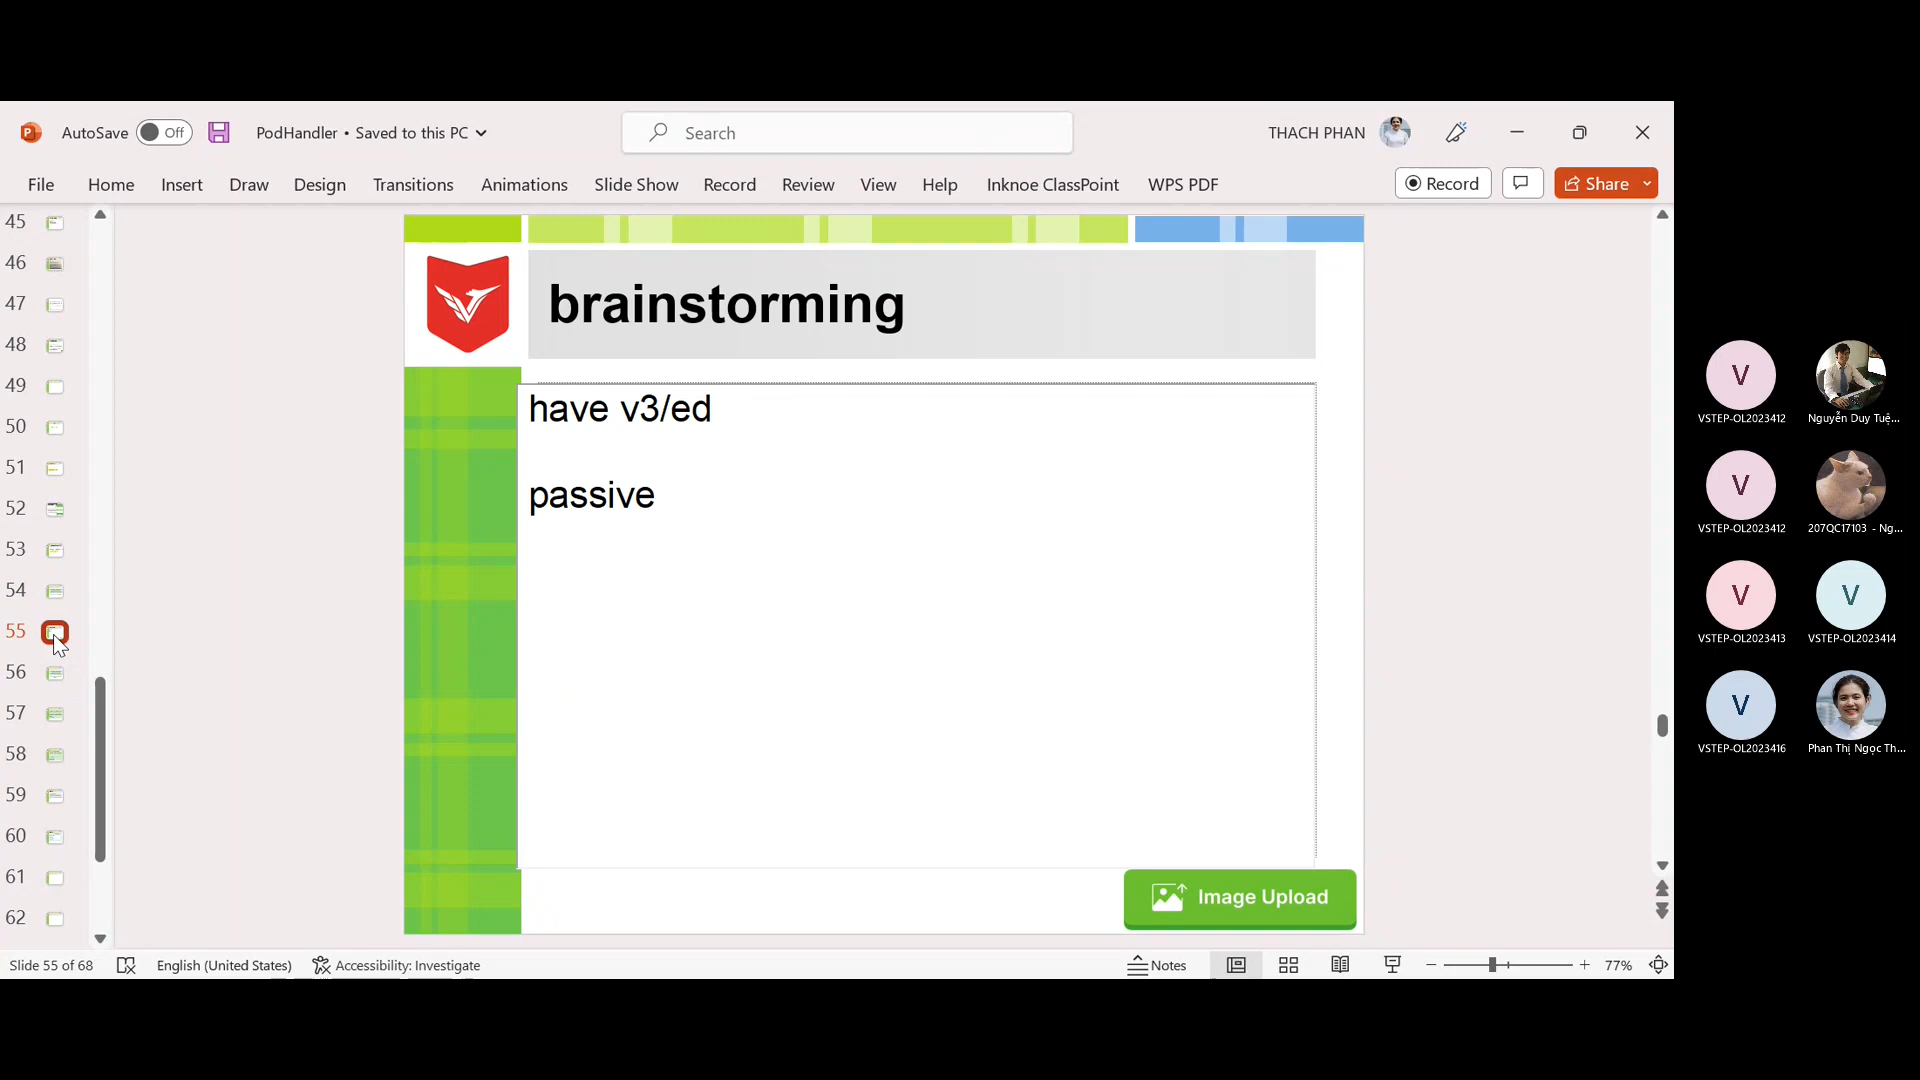 AutoSave Off PodHandler • Saved to this PC Search THACH PHAN
File Home Insert Draw Design Transitions Animations Slide Show Record Review View Help Inknoe ClassPoint WPS PDF Record Share
45
46
47
48
49
50
51
52
53
54
55
56
57
58
59
60
61
62
brainstorming
have v3/ed
passive
Image Upload
V
VSTEP-OL2023412
Nguyễn Duy Tuệ...
V
VSTEP-OL2023412
207QC17103 - Ng...
V
VSTEP-OL2023413
V
VSTEP-OL2023414
V
VSTEP-OL2023416
Phan Thị Ngọc Th...
Slide 55 of 68 English (United States) Accessibility: Investigate Notes 77%